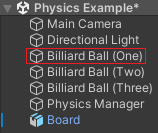 Physics Example*
Main Camera
Directional Light
Billiard Ball (One)
Billiard Ball (Two)
Billiard Ball (Three)
Physics Manager
Board